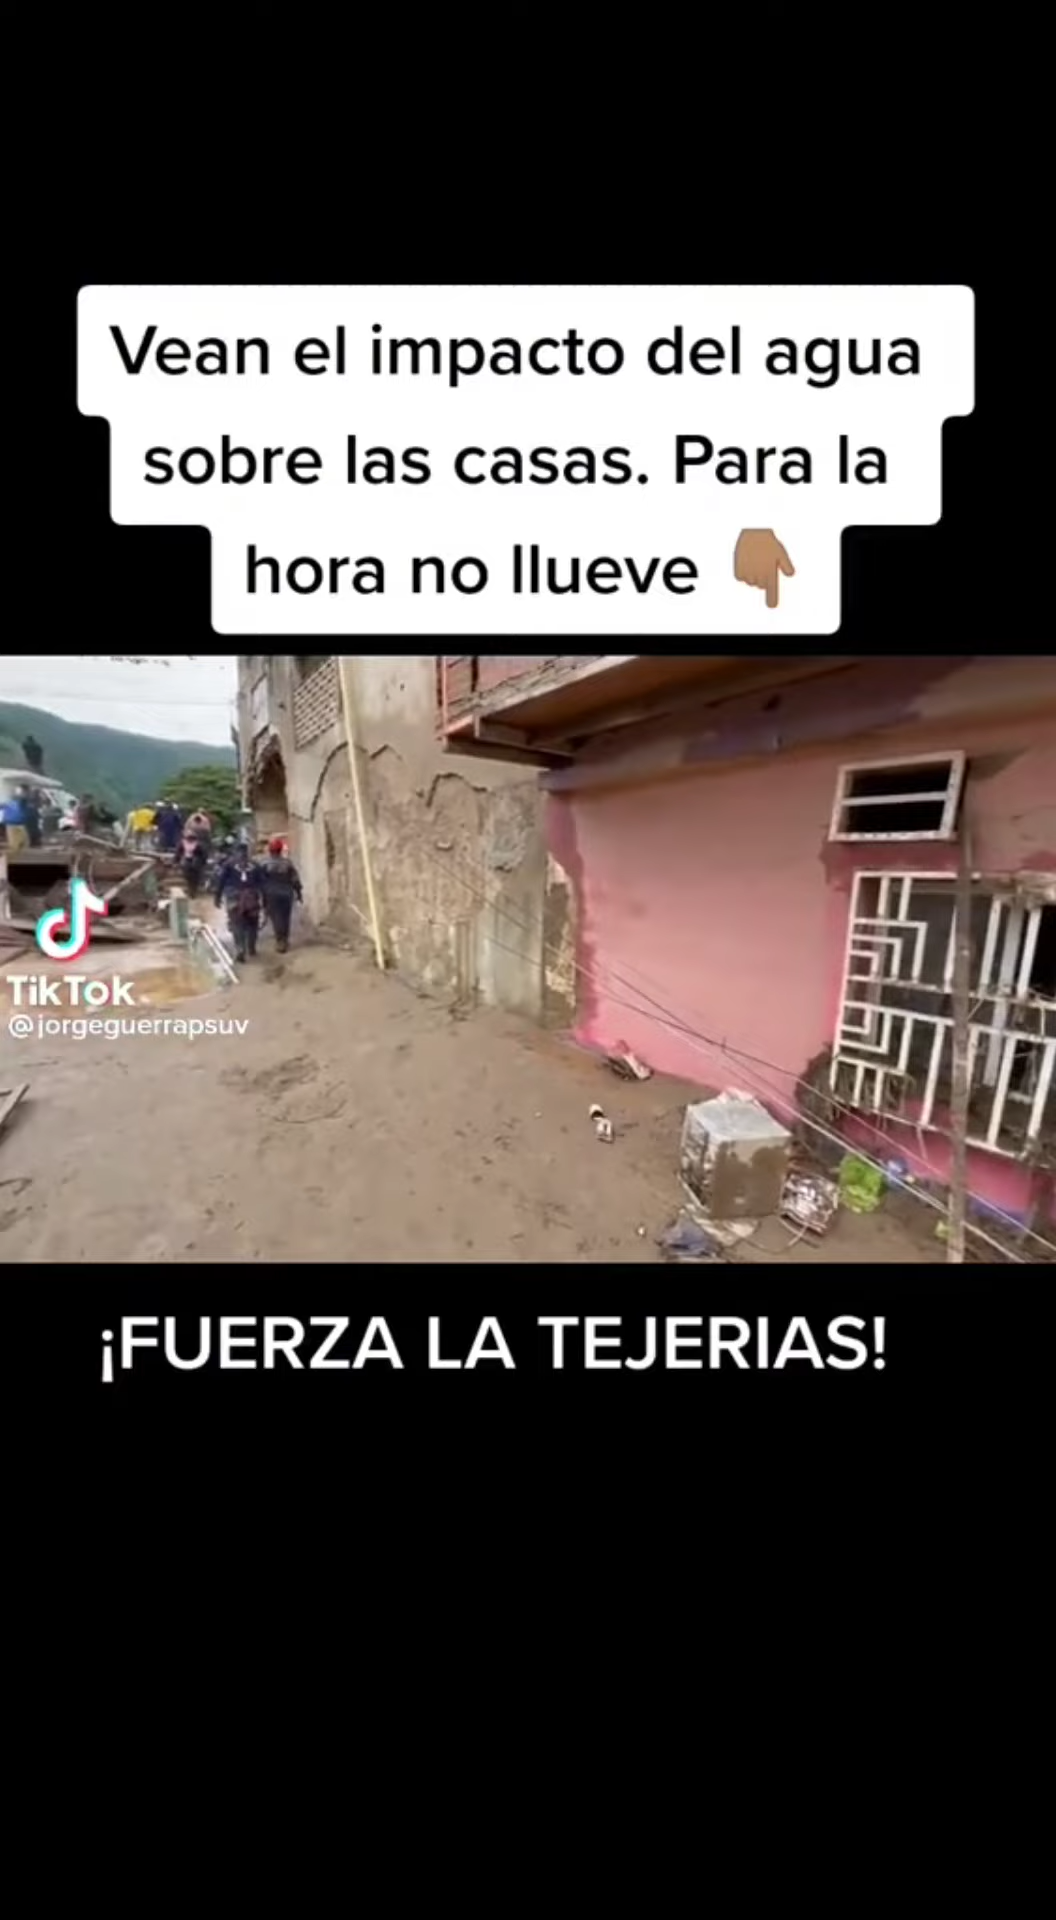 Vean el impacto del agua
sobre las casas. Para la
hora no llueve 👇🏽
TikTok
@jorgeguerrapsuv
¡FUERZA LA TEJERIAS!